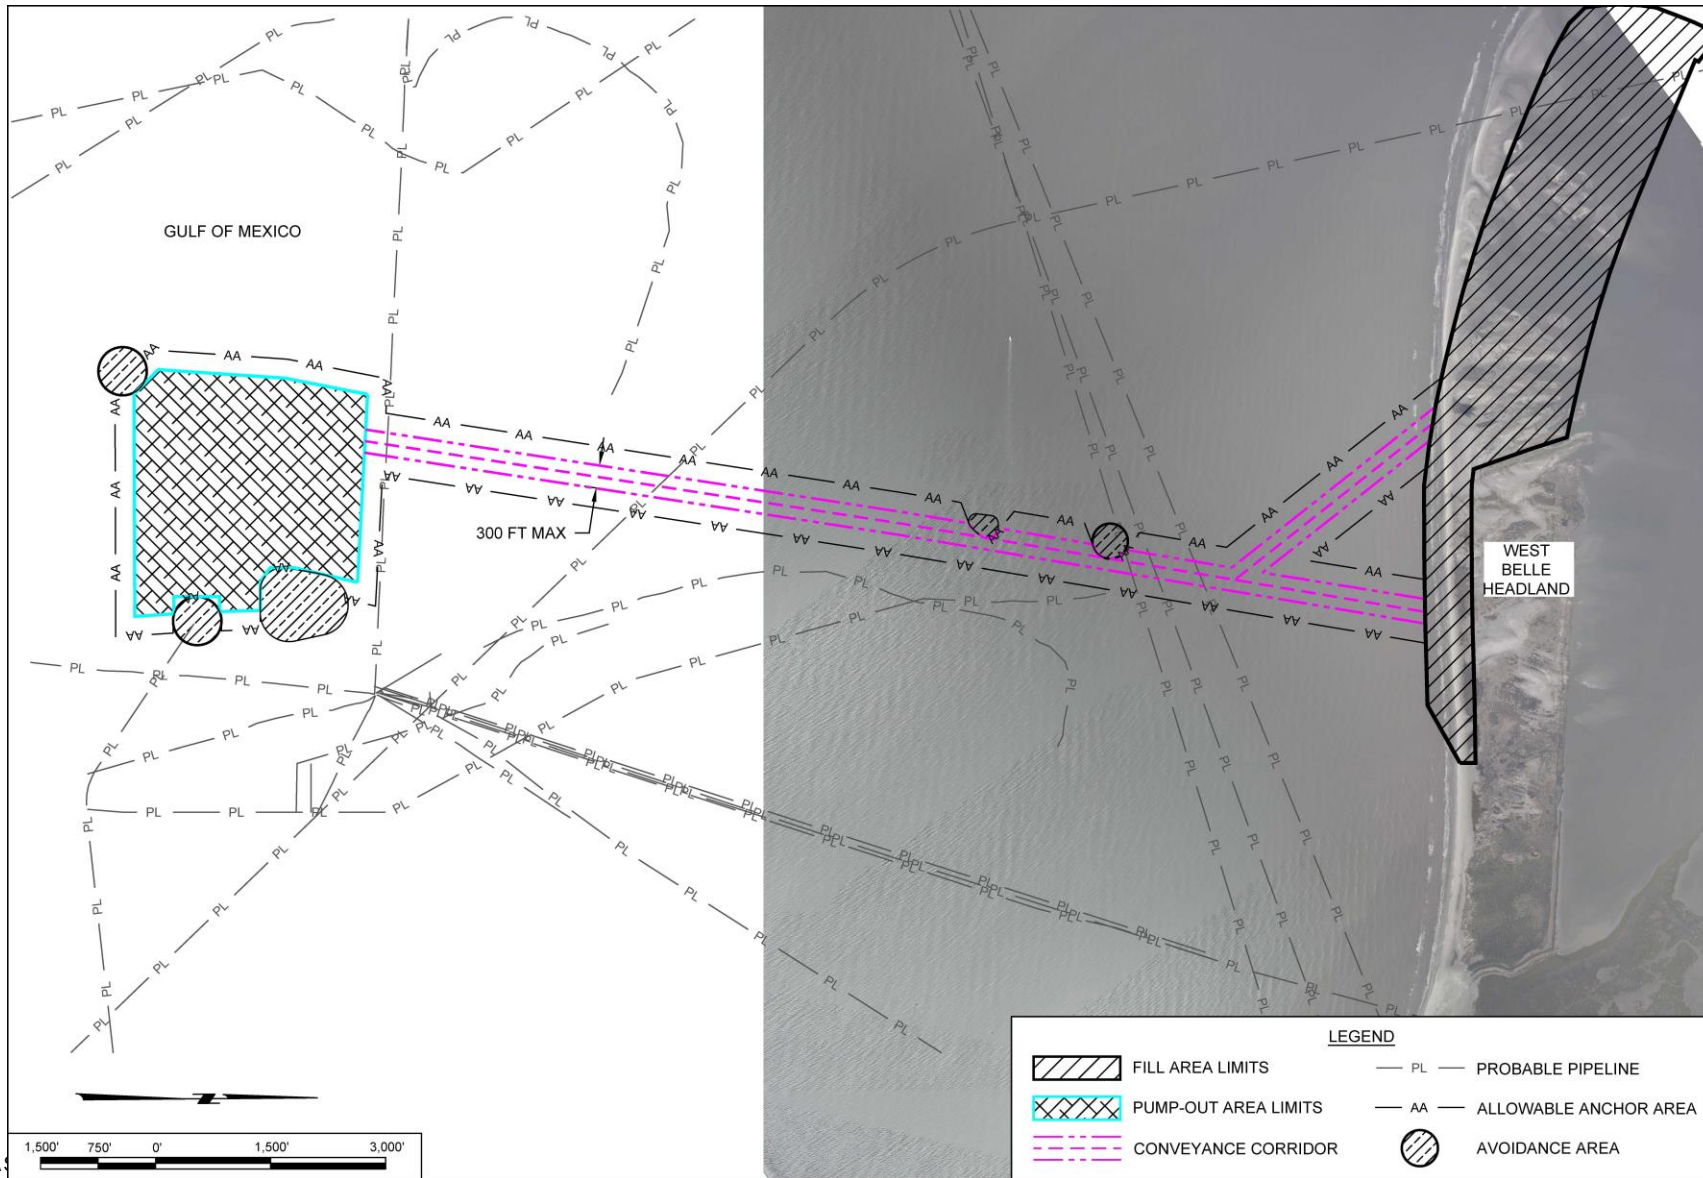 GULF OF MEXICO
300 FT MAX
WEST
BELLE
HEADLAND
LEGEND
FILL AREA LIMITS
PL PROBABLE PIPELINE
PUMP-OUT AREA LIMITS
AA ALLOWABLE ANCHOR AREA
CONVEYANCE CORRIDOR
AVOIDANCE AREA
1,500' 750' 0' 1,500' 3,000'